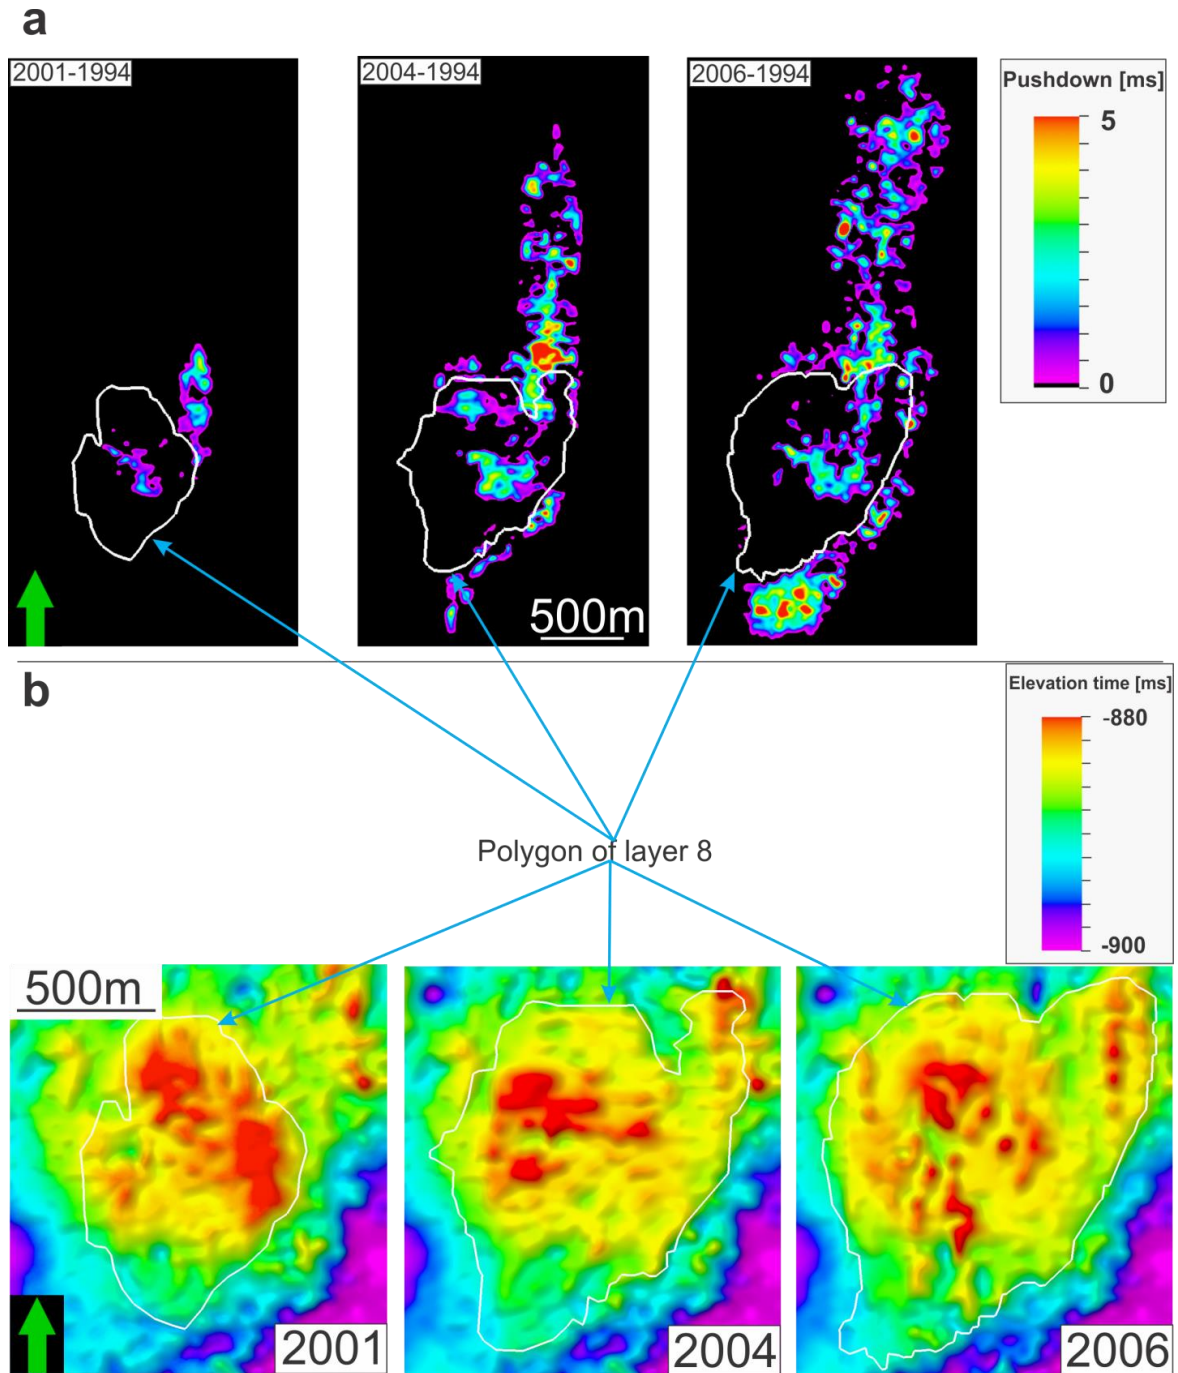 a
2001-1994
2004-1994
2006-1994
Pushdown [ms]
5
0
500m
b
Elevation time [ms]
-880
-900
Polygon of layer 8
500m
2001
2004
2006